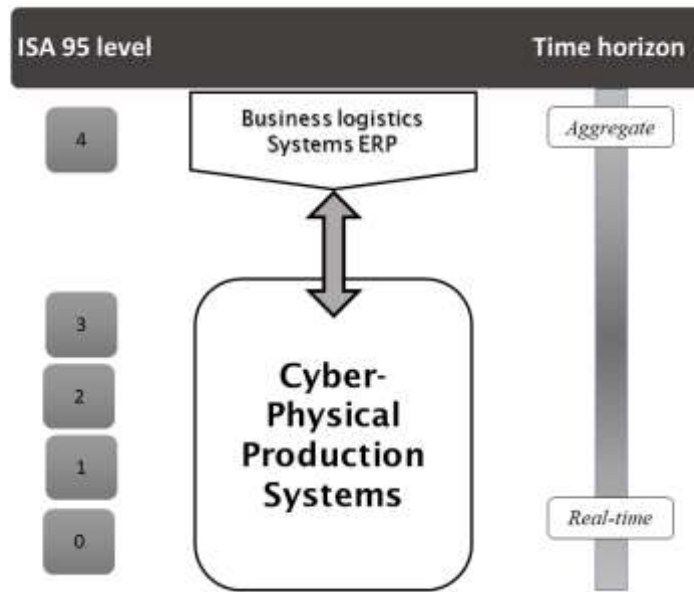 ISA 95 level
Time horizon
4
Business logistics
Systems ERP
Aggregate
3
2
1
0
Cyber-
Physical
Production
Systems
Real-time